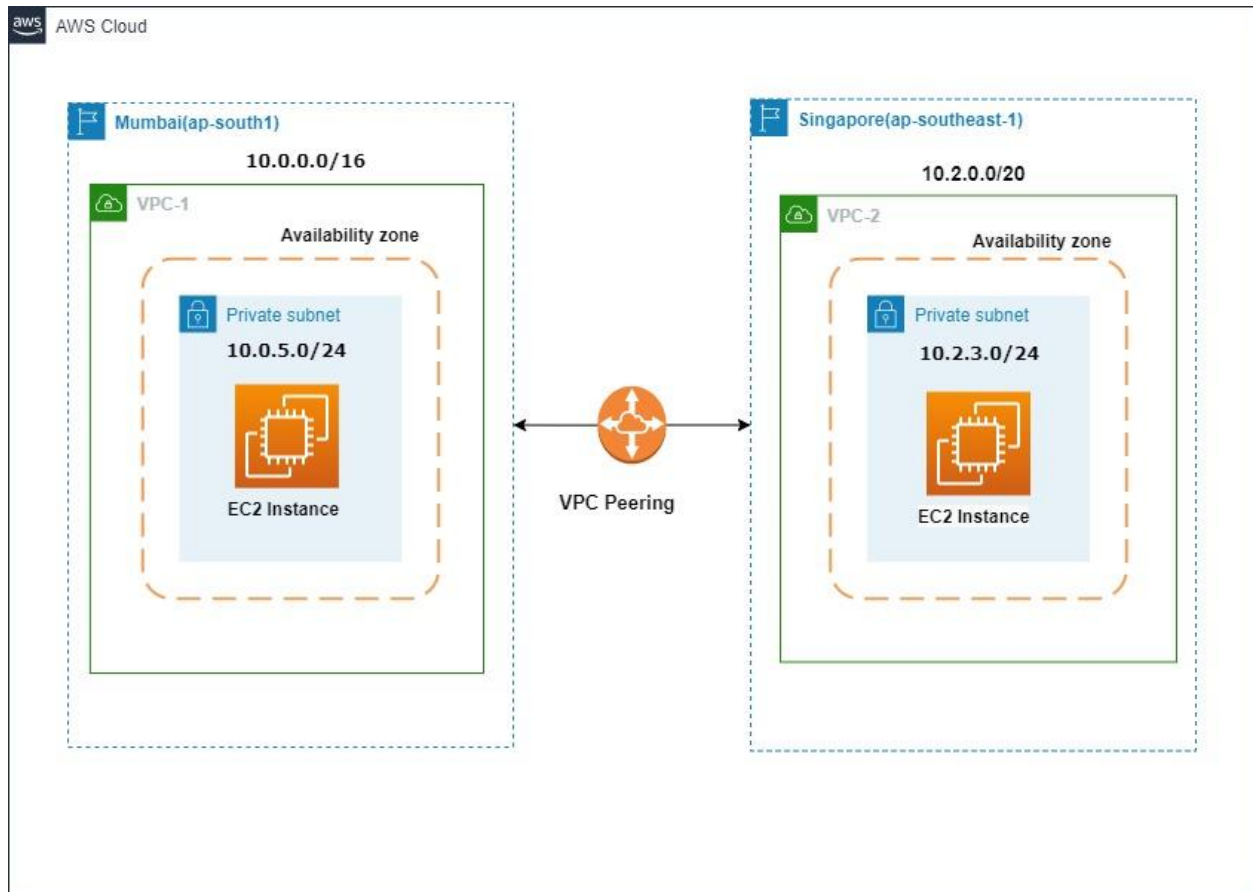 aws
AWS Cloud
Mumbai(ap-south1)
10.0.0.0/16
VPC-1
Availability zone
Private subnet
10.0.5.0/24
EC2 Instance
VPC Peering
Singapore(ap-southeast-1)
10.2.0.0/20
VPC-2
Availability zone
Private subnet
10.2.3.0/24
EC2 Instance